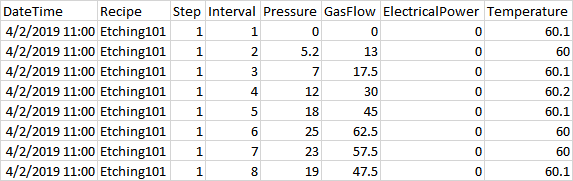 DateTime Recipe Step Interval Pressure GasFlow ElectricalPower Temperature
4/2/2019 11:00 Etching101 1 1 0 0 0 60.1
4/2/2019 11:00 Etching101 1 2 5.2 13 0 60
4/2/2019 11:00 Etching101 1 3 7 17.5 0 60.1
4/2/2019 11:00 Etching101 1 4 12 30 0 60.2
4/2/2019 11:00 Etching101 1 5 18 45 0 60.1
4/2/2019 11:00 Etching101 1 6 25 62.5 0 60
4/2/2019 11:00 Etching101 1 7 23 57.5 0 60
4/2/2019 11:00 Etching101 1 8 19 47.5 0 60.1